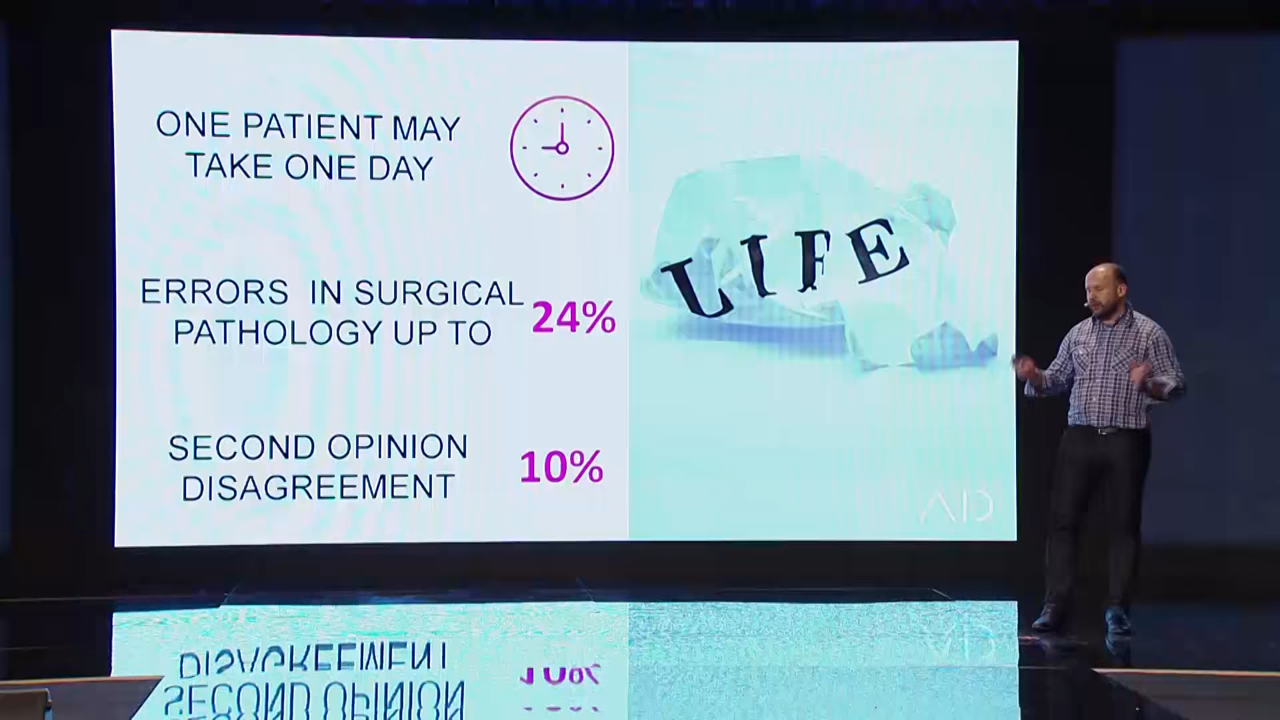 ONE PATIENT MAY
TAKE ONE DAY
ERRORS IN SURGICAL
PATHOLOGY UP TO
24%
SECOND OPINION
DISAGREEMENT
10%
LIFE
AID